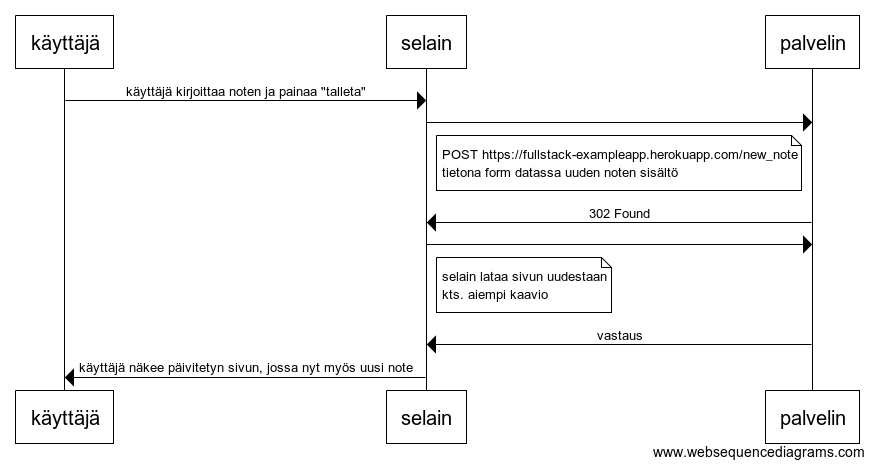 käyttäjä
selain
palvelin
käyttäjä kirjoittaa noten ja painaa "talleta"
POST https://fullstack-exampleapp.herokuapp.com/new_note
tietona form datassa uuden noten sisältö
302 Found
selain lataa sivun uudestaan
kts. aiempi kaavio
vastaus
käyttäjä näkee päivitetyn sivun, jossa nyt myös uusi note
käyttäjä
selain
palvelin
www.websequencediagrams.com